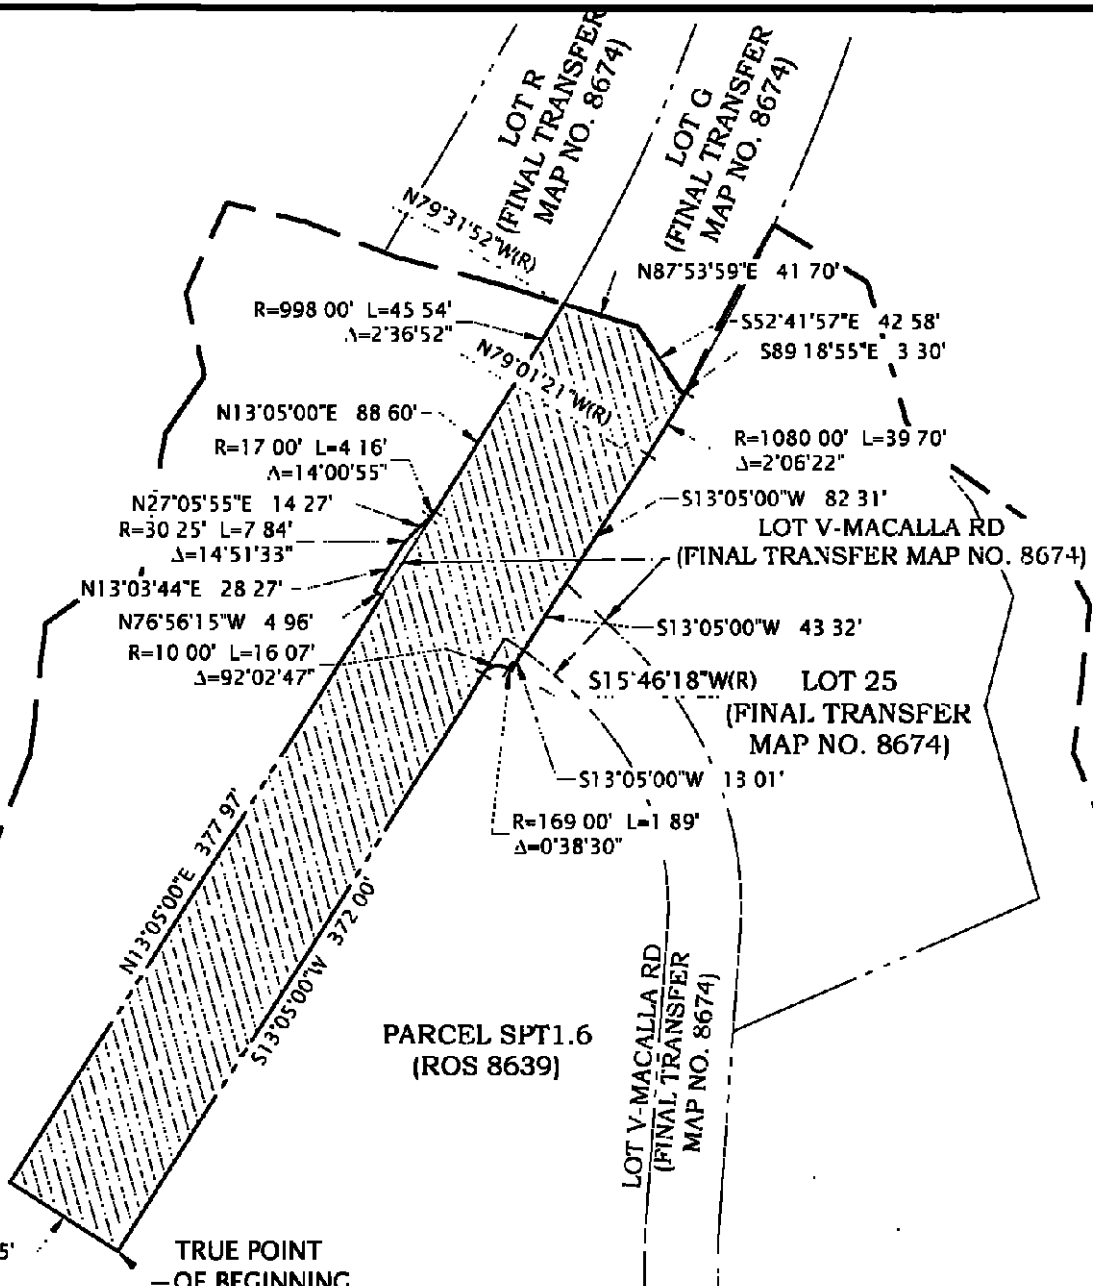 LOT R
(FINAL TRANSFER
MAP NO. 8674)
LOT G
(FINAL TRANSFER
MAP NO. 8674)
N79°31'52"W(R)
N87°53'59"E 41 70'
R=998 00' L=45 54'
Δ=2°36'52"
S52°41'57"E 42 58'
S89 18'55"E 3 30'
N79°01'21"W(R)
N13°05'00"E 88 60'
R=17 00' L=4 16'
Δ=14°00'55"
R=1080 00' L=39 70'
Δ=2°06'22"
N27°05'55"E 14 27'
S13°05'00"W 82 31'
R=30 25' L=7 84'
Δ=14°51'33"
LOT V-MACALLA RD
(FINAL TRANSFER MAP NO. 8674)
N13°03'44"E 28 27'
N76°56'15"W 4 96'
S13°05'00"W 43 32'
R=10 00' L=16 07'
Δ=92°02'47"
S15°46'18"W(R)
LOT 25
(FINAL TRANSFER
MAP NO. 8674)
S13°05'00"W 13 01'
R=169 00' L=1 89'
Δ=0°38'30"
N13°05'00"E 377 97'
S13°05'00"W 372 00'
LOT V-MACALLA RD
(FINAL TRANSFER
MAP NO. 8674)
PARCEL SPT1.6
(ROS 8639)
5'
TRUE POINT
OF BEGINNING